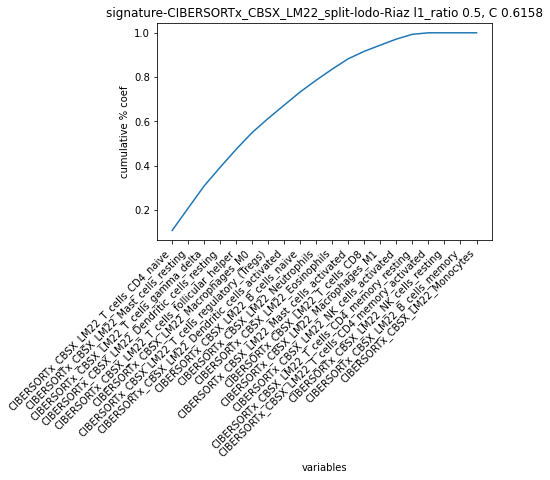 signature-CIBERSORTx_CBSX_LM22_split-lodo-Riaz l1_ratio 0.5, C 0.6158
cumulative % coef
1.0
0.8
0.6
0.4
0.2
CIBERSORTx_CBSX_LM22_T_cells_CD4_naive
CIBERSORTx_CBSX_LM22_Mast_cells_resting
CIBERSORTx_CBSX_LM22_T_cells_gamma_delta
CIBERSORTx_CBSX_LM22_Dendritic_cells_resting
CIBERSORTx_CBSX_LM22_T_cells_follicular_helper
CIBERSORTx_CBSX_LM22_Macrophages_M0
CIBERSORTx_CBSX_LM22_T_cells_regulatory_(Tregs)
CIBERSORTx_CBSX_LM22_Dendritic_cells_activated
CIBERSORTx_CBSX_LM22_B_cells_naive
CIBERSORTx_CBSX_LM22_Neutrophils
CIBERSORTx_CBSX_LM22_Eosinophils
CIBERSORTx_CBSX_LM22_Mast_cells_activated
CIBERSORTx_CBSX_LM22_T_cells_CD8
CIBERSORTx_CBSX_LM22_Macrophages_M1
CIBERSORTx_CBSX_LM22_NK_cells_activated
CIBERSORTx_CBSX_LM22_T_cells_CD4_memory_resting
CIBERSORTx_CBSX_LM22_T_cells_CD4_memory_activated
CIBERSORTx_CBSX_LM22_NK_cells_resting
CIBERSORTx_CBSX_LM22_B_cells_memory
CIBERSORTx_CBSX_LM22_Monocytes
variables